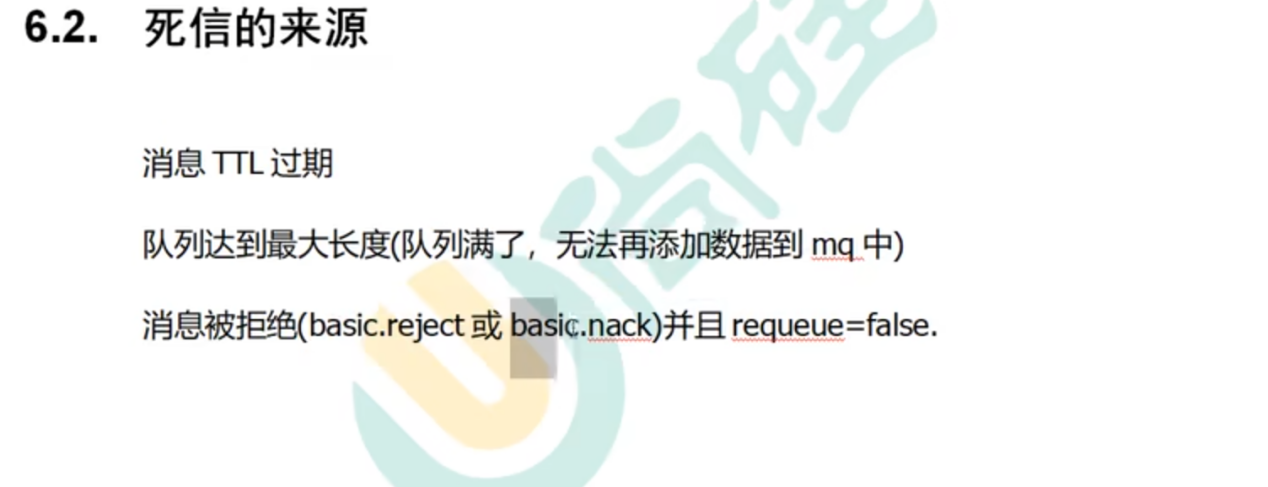 6.2. 死信的来源
消息 TTL 过期
队列达到最大长度(队列满了，无法再添加数据到 mq 中)
消息被拒绝(basic.reject 或 basic.nack)并且 requeue=false.
尚硅